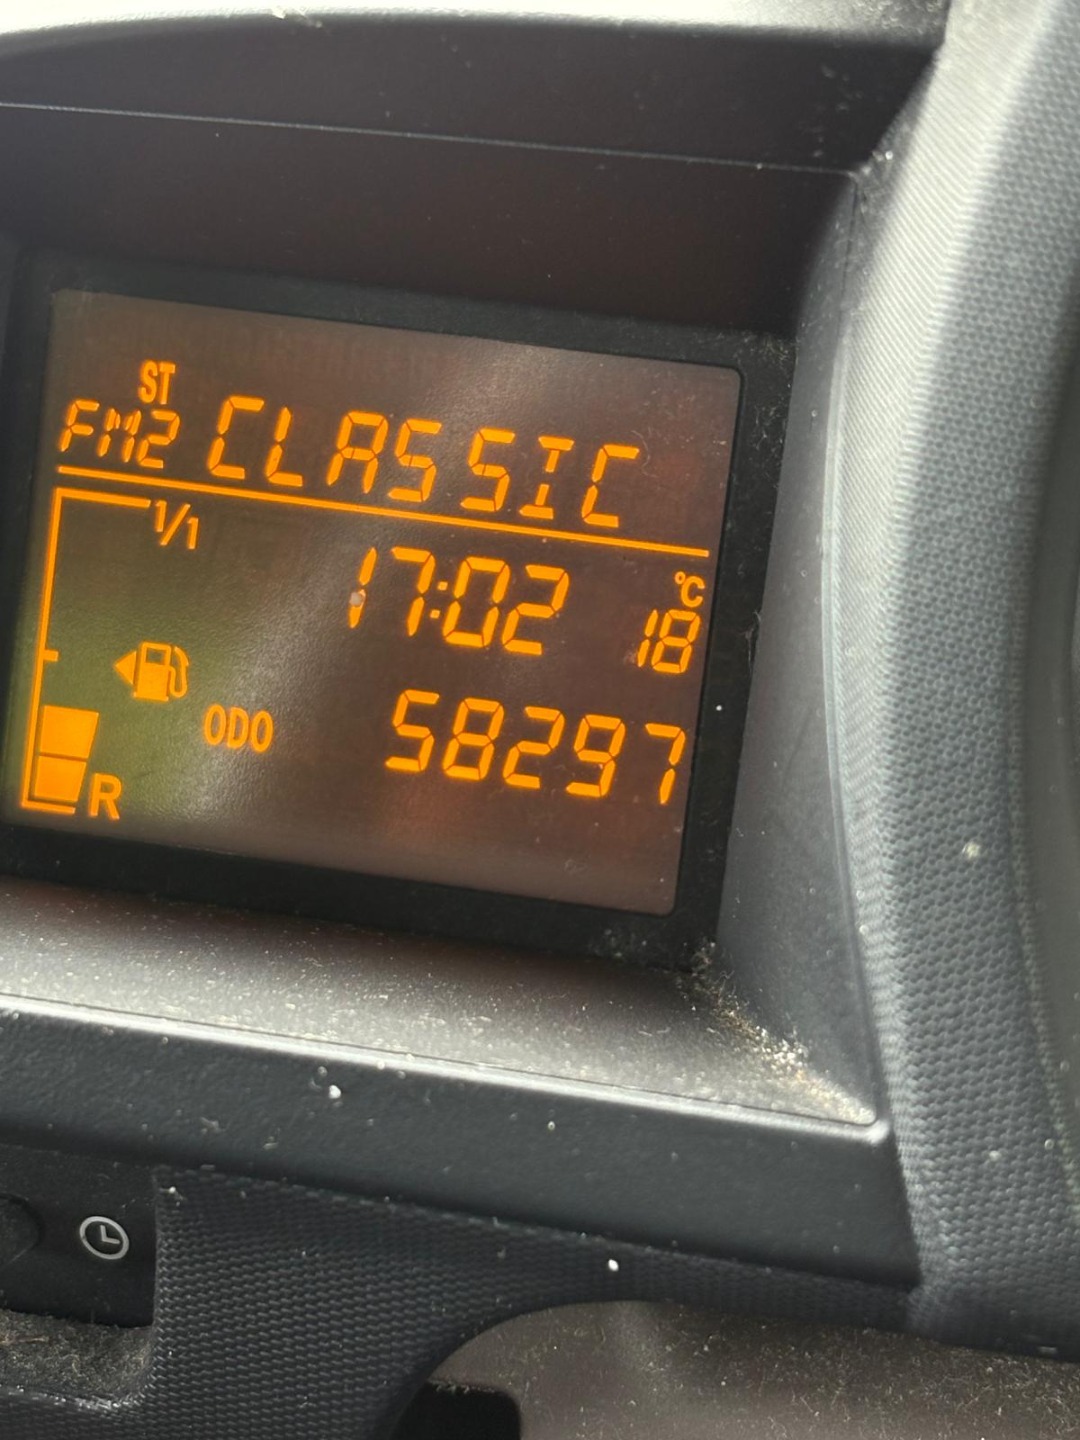 ST
FM2 CLASSIC
1/1
17:02 °C 18
ODO 58297
R